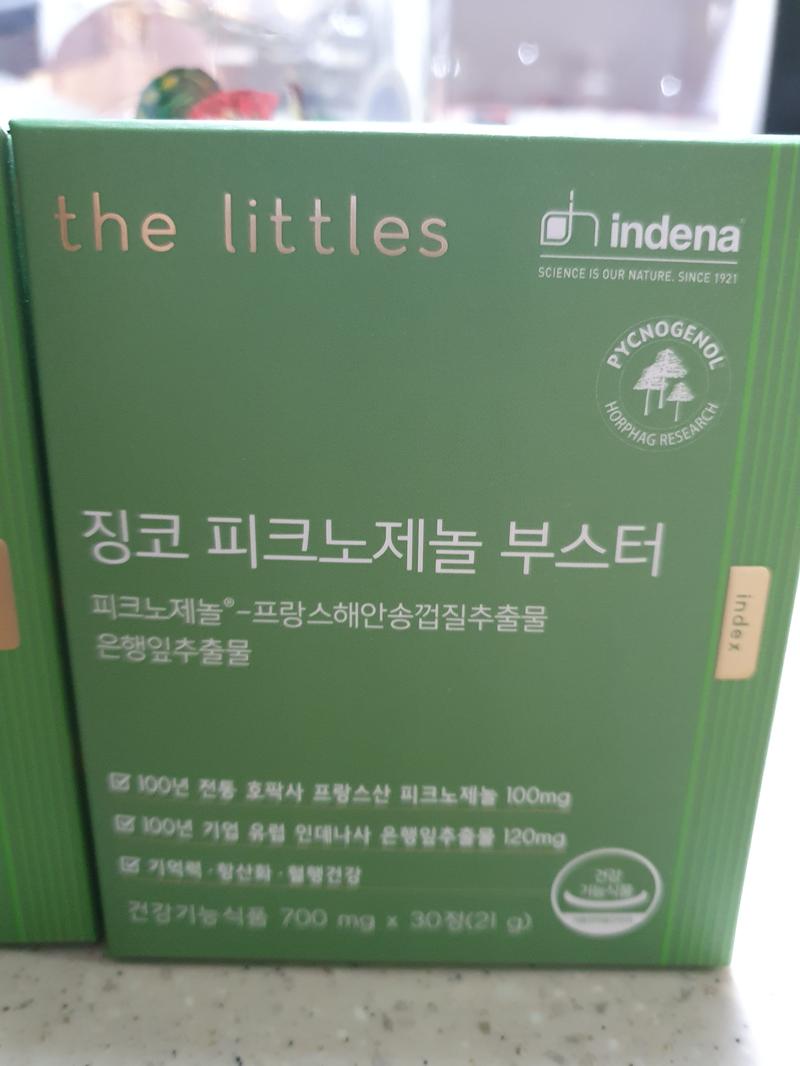 the littles
indena
SCIENCE IS OUR NATURE. SINCE 1921
PYCNOGENOL
HORPHAG RESEARCH
징코 피크노제놀 부스터
피크노제놀®-프랑스해안송껍질추출물
은행잎추출물
index
100년 전통 호팍사 프랑스산 피크노제놀 100mg
100년 기업 유럽 인데나사 은행잎추출물 120mg
기억력·항산화·혈행건강
건강기능식품 700 mg x 30정(21 g)
건강
기능식품